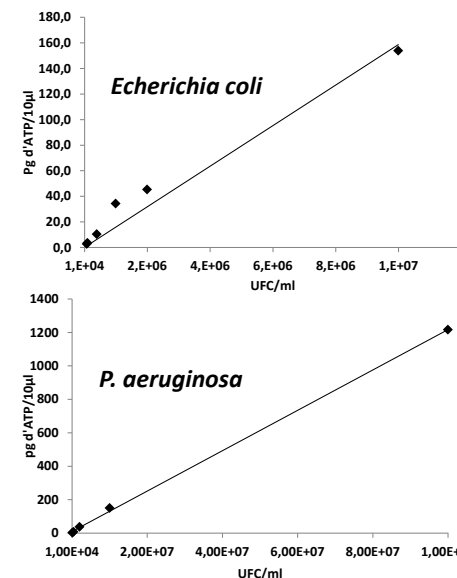 180,0
160,0
140,0
120,0
100,0
80,0
60,0
40,0
20,0
0,0
Pg d'ATP/10µl
Echerichia coli
1,E+04 2,E+06 4,E+06 6,E+06 8,E+06 1,E+07
UFC/ml
1400
1200
1000
800
600
400
200
0
pg d'ATP/10µl
P. aeruginosa
1,00E+04 2,00E+07 4,00E+07 6,00E+07 8,00E+07 1,00E+
UFC/ml